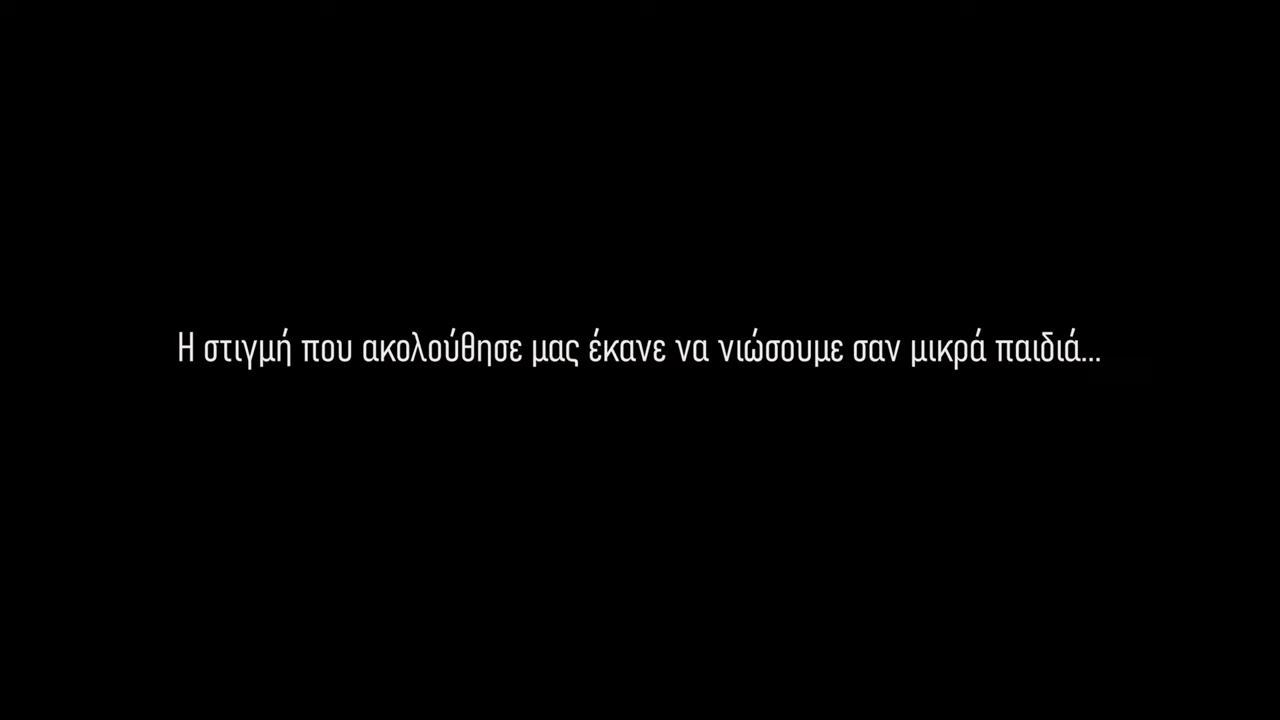 Η στιγμή που ακολούθησε μας έκανε να νιώσουμε σαν μικρά παιδιά...